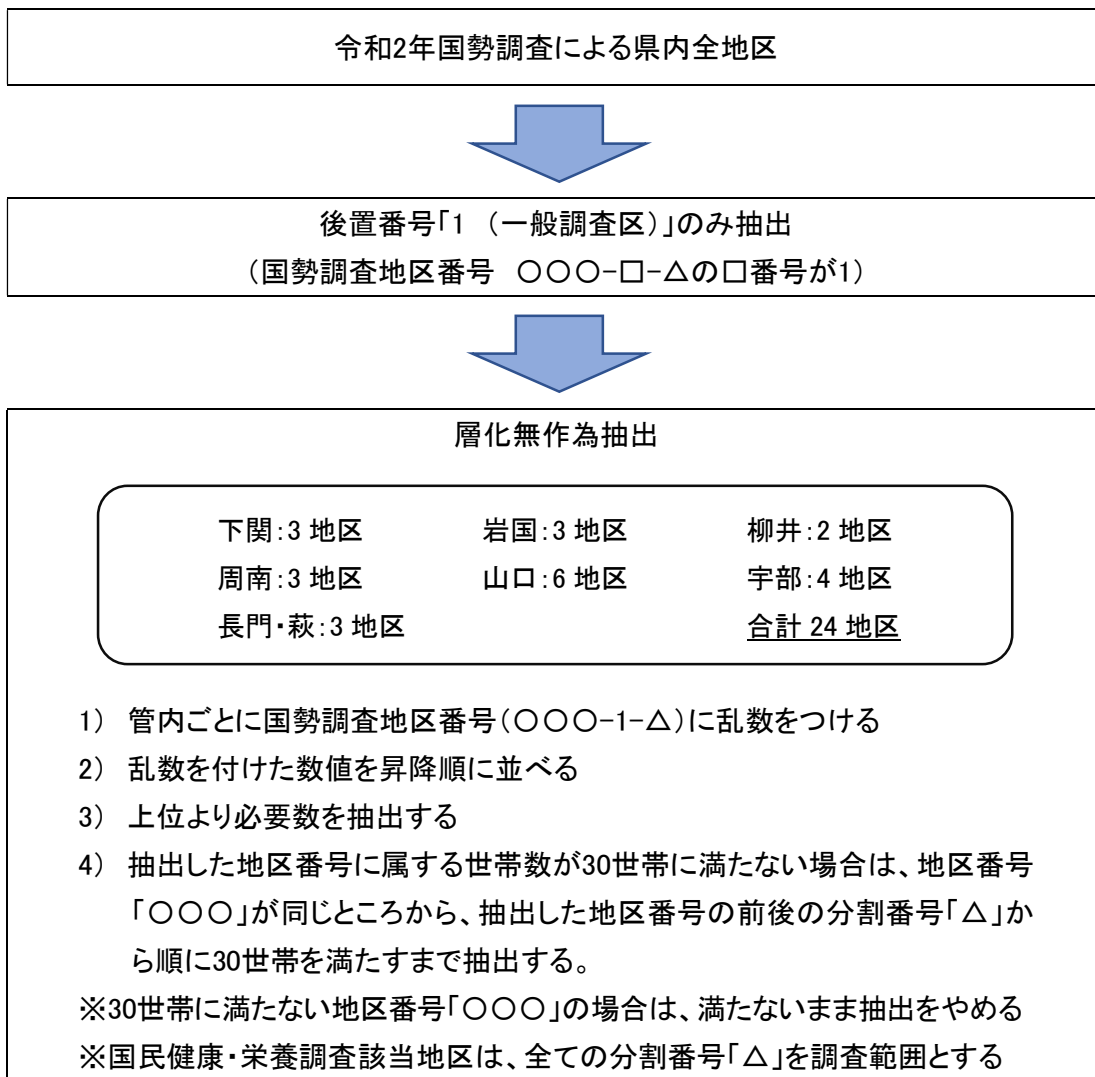 令和2年国勢調査による県内全地区
後置番号「1 (一般調査区)」のみ抽出
(国勢調査地区番号 〇〇〇-□-△の□番号が1)
層化無作為抽出
下関:3 地区 岩国:3 地区 柳井:2 地区
周南:3 地区 山口:6 地区 宇部:4 地区
長門・萩:3 地区 合計 24 地区
1) 管内ごとに国勢調査地区番号(〇〇〇-1-△)に乱数をつける
2) 乱数を付けた数値を昇降順に並べる
3) 上位より必要数を抽出する
4) 抽出した地区番号に属する世帯数が30世帯に満たない場合は、地区番号
「〇〇〇」が同じところから、抽出した地区番号の前後の分割番号「△」か
ら順に30世帯を満たすまで抽出する。
※30世帯に満たない地区番号「〇〇〇」の場合は、満たないまま抽出をやめる
※国民健康・栄養調査該当地区は、全ての分割番号「△」を調査範囲とする